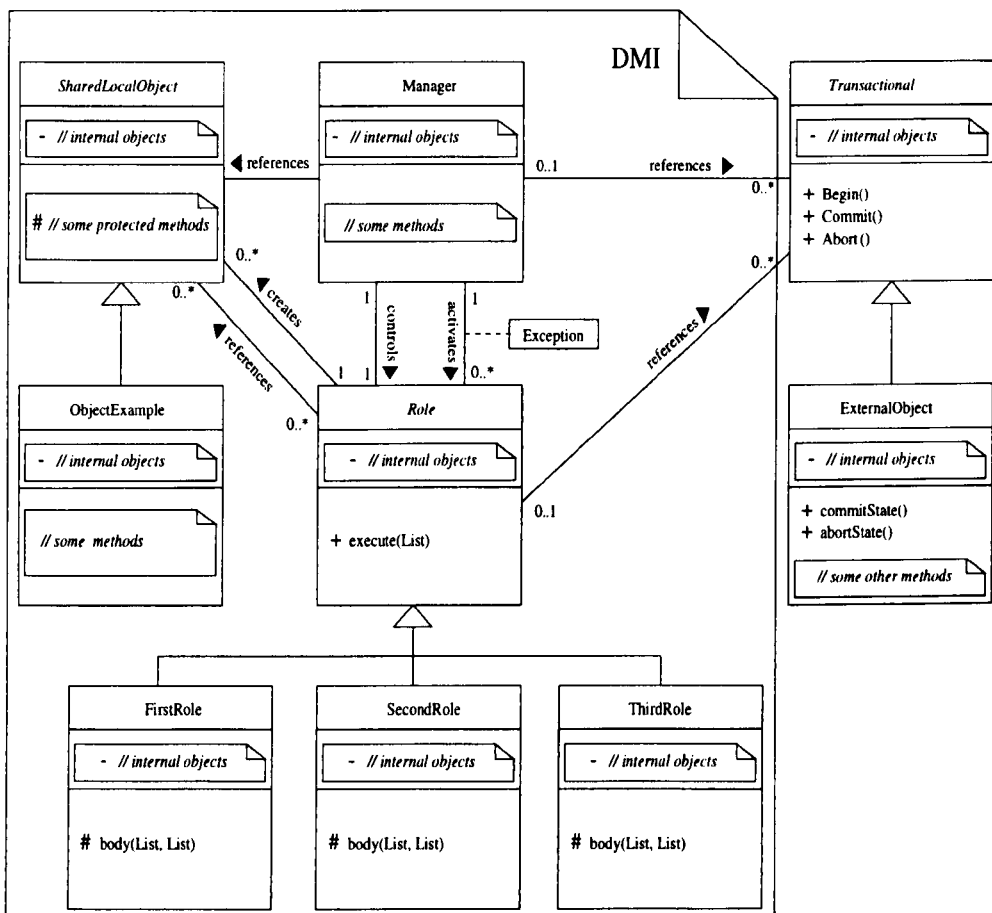 DMI
SharedLocalObject
- // internal objects
# // some protected methods
Manager
- // internal objects
// some methods
Transactional
- // internal objects
+ Begin()
+ Commit()
+ Abort()
references
0..1
references
0..*
0..*
creates
1
0..*
references
0..*
1
controls
1
1
activates
0..*
Exception
0..*
references
0..1
ObjectExample
- // internal objects
// some methods
Role
- // internal objects
+ execute(List)
ExternalObject
- // internal objects
+ commitState()
+ abortState()
// some other methods
FirstRole
- // internal objects
# body(List, List)
SecondRole
- // internal objects
# body(List, List)
ThirdRole
- // internal objects
# body(List, List)